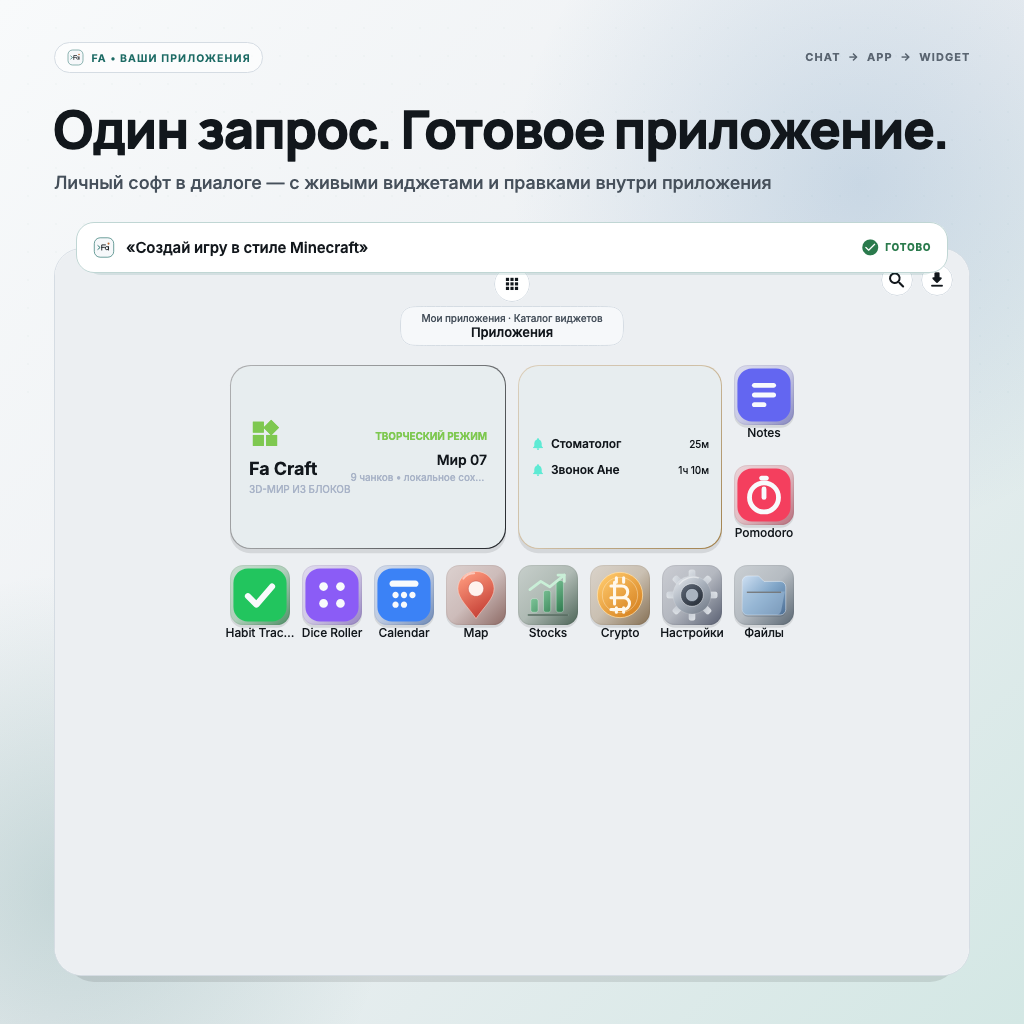 Fa
FA • ВАШИ ПРИЛОЖЕНИЯ
CHAT → APP → WIDGET
Один запрос. Готовое приложение.
Личный софт в диалоге — с живыми виджетами и правками внутри приложения
Fa
«Создай игру в стиле Minecraft»
ГОТОВО
Мои приложения · Каталог виджетов
Приложения
ТВОРЧЕСКИЙ РЕЖИМ
Мир 07
Fa Craft
9 чанков • локальное сох...
3D-МИР ИЗ БЛОКОВ
Стоматолог 25м
Звонок Ане 1ч 10м
Notes
Pomodoro
Habit Trac... Dice Roller Calendar Map Stocks Crypto Настройки Файлы